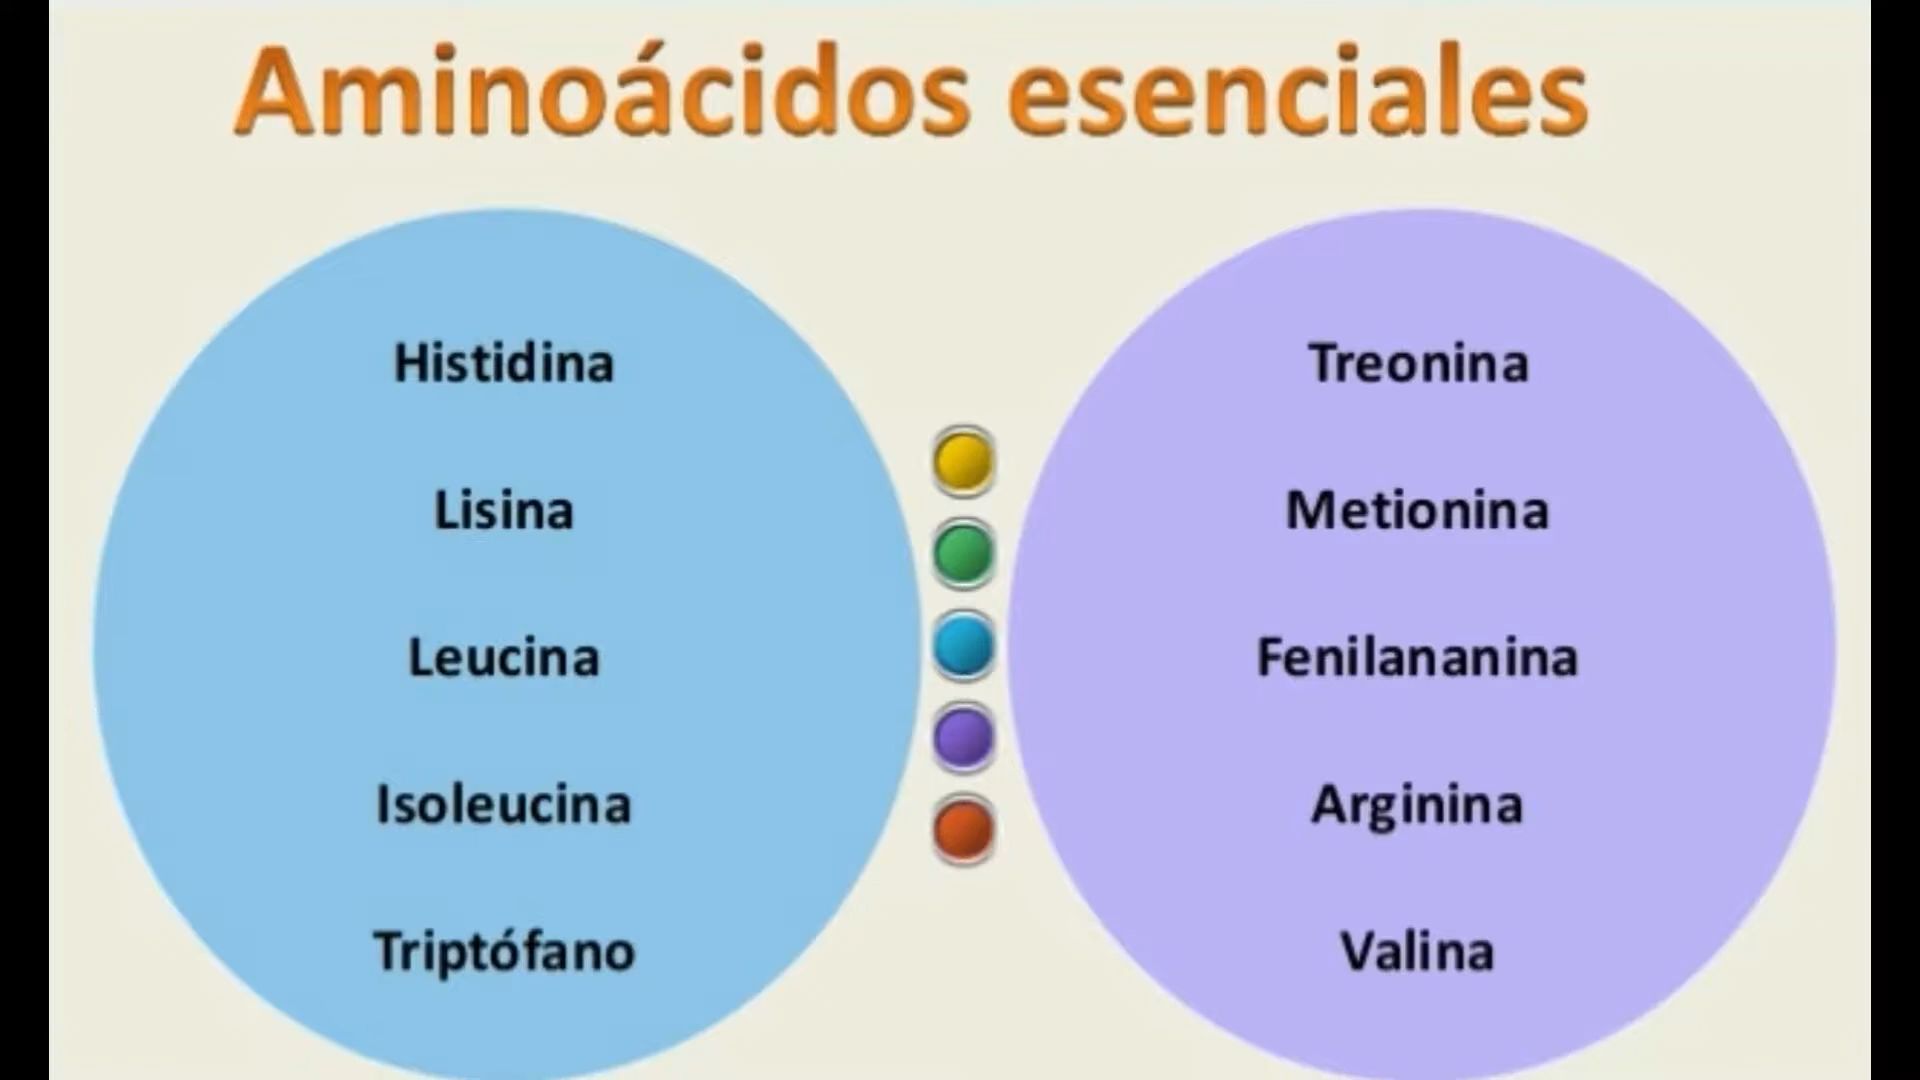 Aminoácidos esenciales
Histidina
Lisina
Leucina
Isoleucina
Triptófano
Treonina
Metionina
Fenilananina
Arginina
Valina